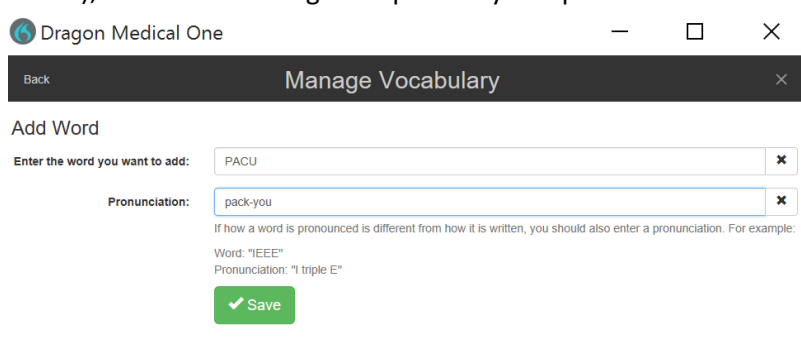 Dragon Medical One
Back
Manage Vocabulary
Add Word
Enter the word you want to add:
PACU
Pronunciation:
pack-you
If how a word is pronounced is different from how it is written, you should also enter a pronunciation. For example:
Word: "IEEE"
Pronunciation: "I triple E"
Save